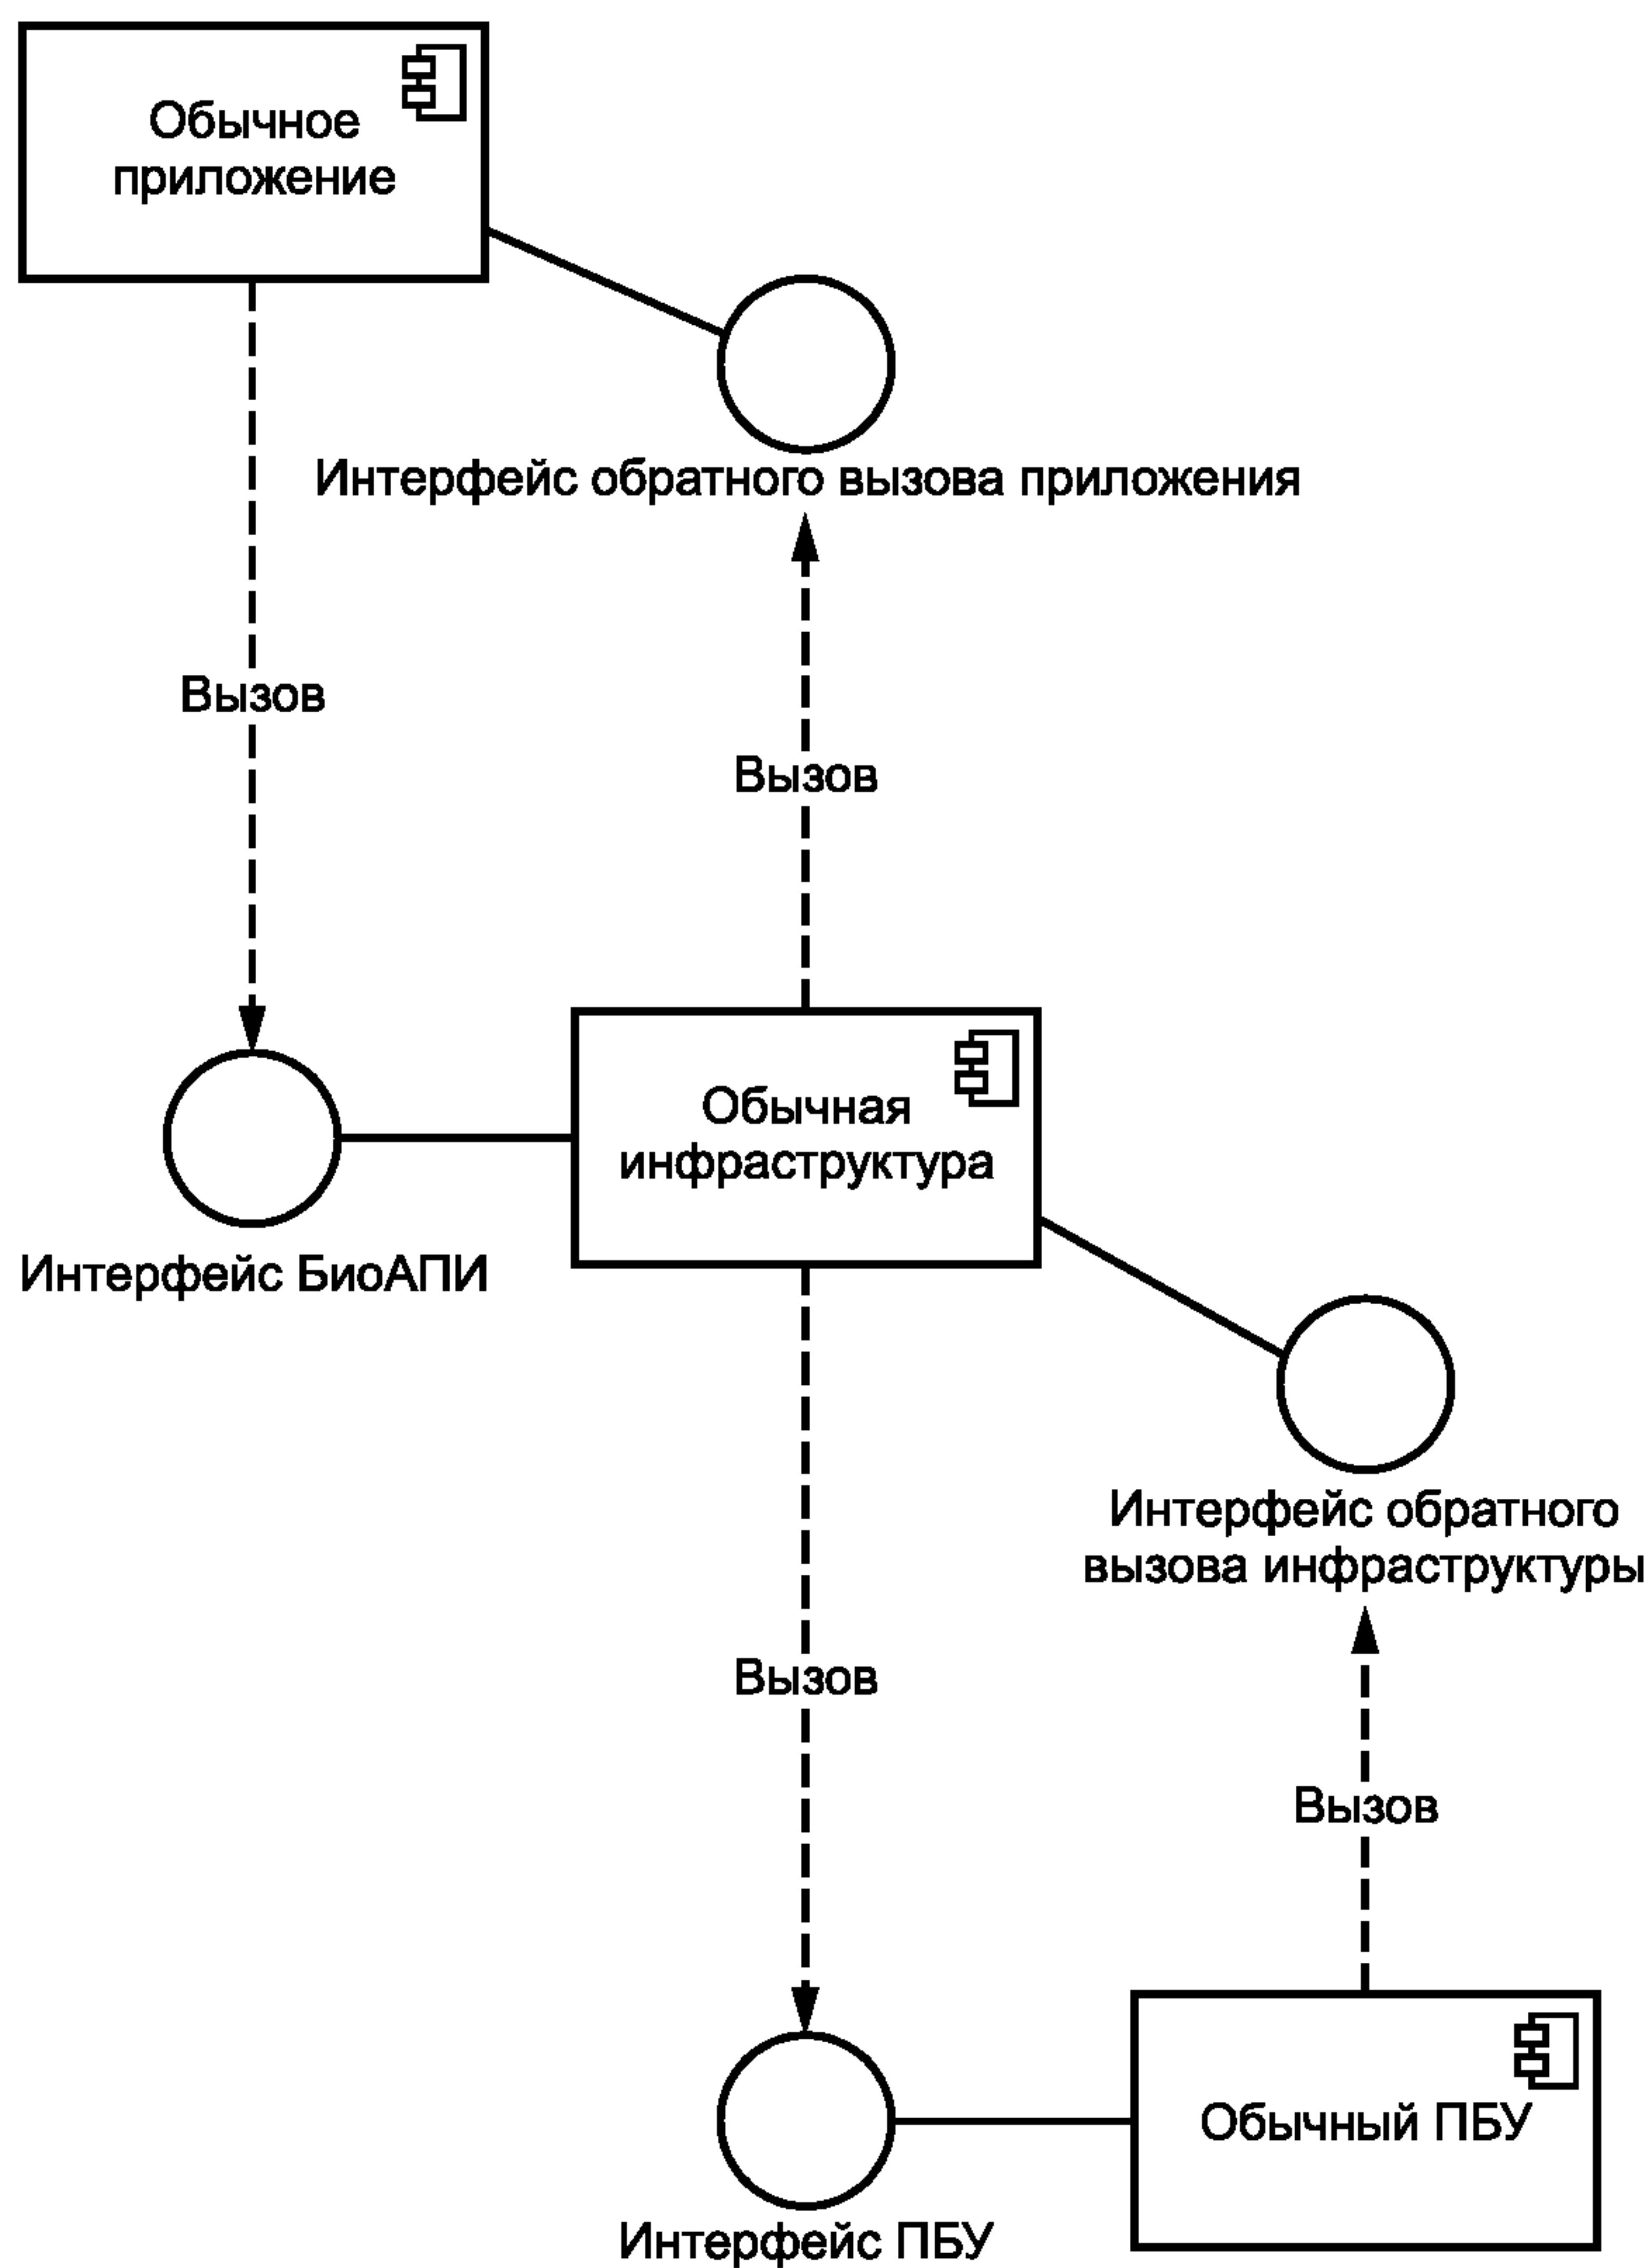 Обычное
приложение
Интерфейс обратного вызова приложения
Вызов
Вызов
Обычная
инфраструктура
Интерфейс БиоАПИ
Интерфейс обратного
вызова инфраструктуры
Вызов
Вызов
Обычный ПБУ
Интерфейс ПБУ